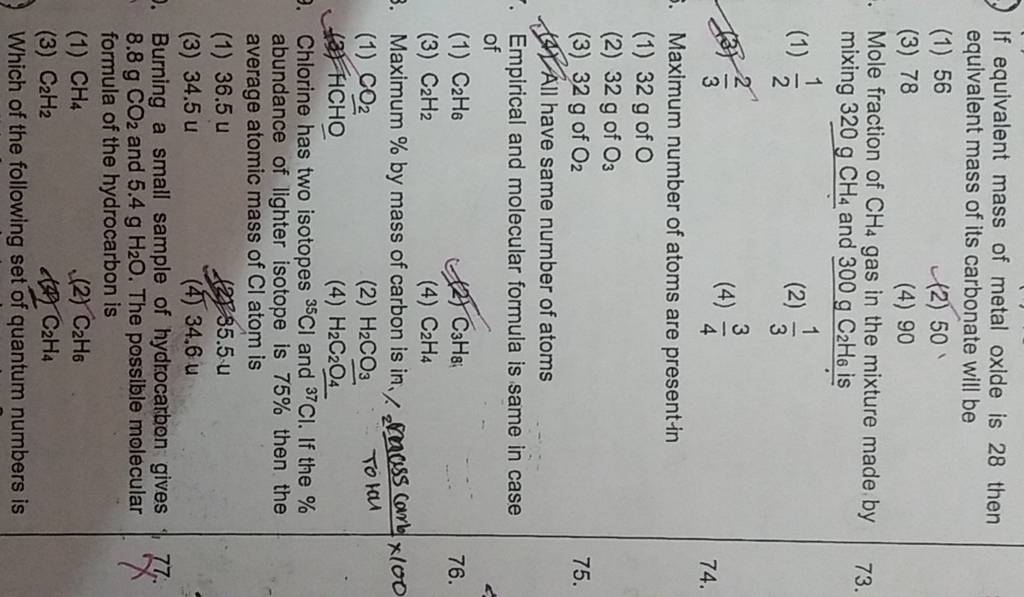 If equivalent mass of metal oxide is 28 then
equivalent mass of its carbonate will be
(1) 56 (2) 50
(3) 78 (4) 90
Mole fraction of CH4 gas in the mixture made by
mixing 320 g CH4 and 300 g C2H6 is
(1) 1/2 (2) 1/3
(3) 2/3 (4) 3/4
Maximum number of atoms are present in
(1) 32 g of O
(2) 32 g of O3
(3) 32 g of O2
(4) All have same number of atoms
Empirical and molecular formula is same in case
of
(1) C2H6 (2) C3H8
(3) C2H2 (4) C2H4
Maximum % by mass of carbon is in
(1) CO2 (2) H2CO3
(3) HCHO (4) H2C2O4
mass Carb ×100
9. Chlorine has two isotopes 35Cl and 37Cl. If the %
abundance of lighter isotope is 75% then the
average atomic mass of Cl atom is
(1) 36.5 u (2) 35.5 u
(3) 34.5 u (4) 34.6 u
Burning a small sample of hydrocarbon gives
8.8 g CO2 and 5.4 g H2O. The possible molecular
formula of the hydrocarbon is
(1) CH4 (2) C2H6
(3) C2H2 (4) C2H4
Which of the following set of quantum numbers is
73.
74.
75.
76.
77.